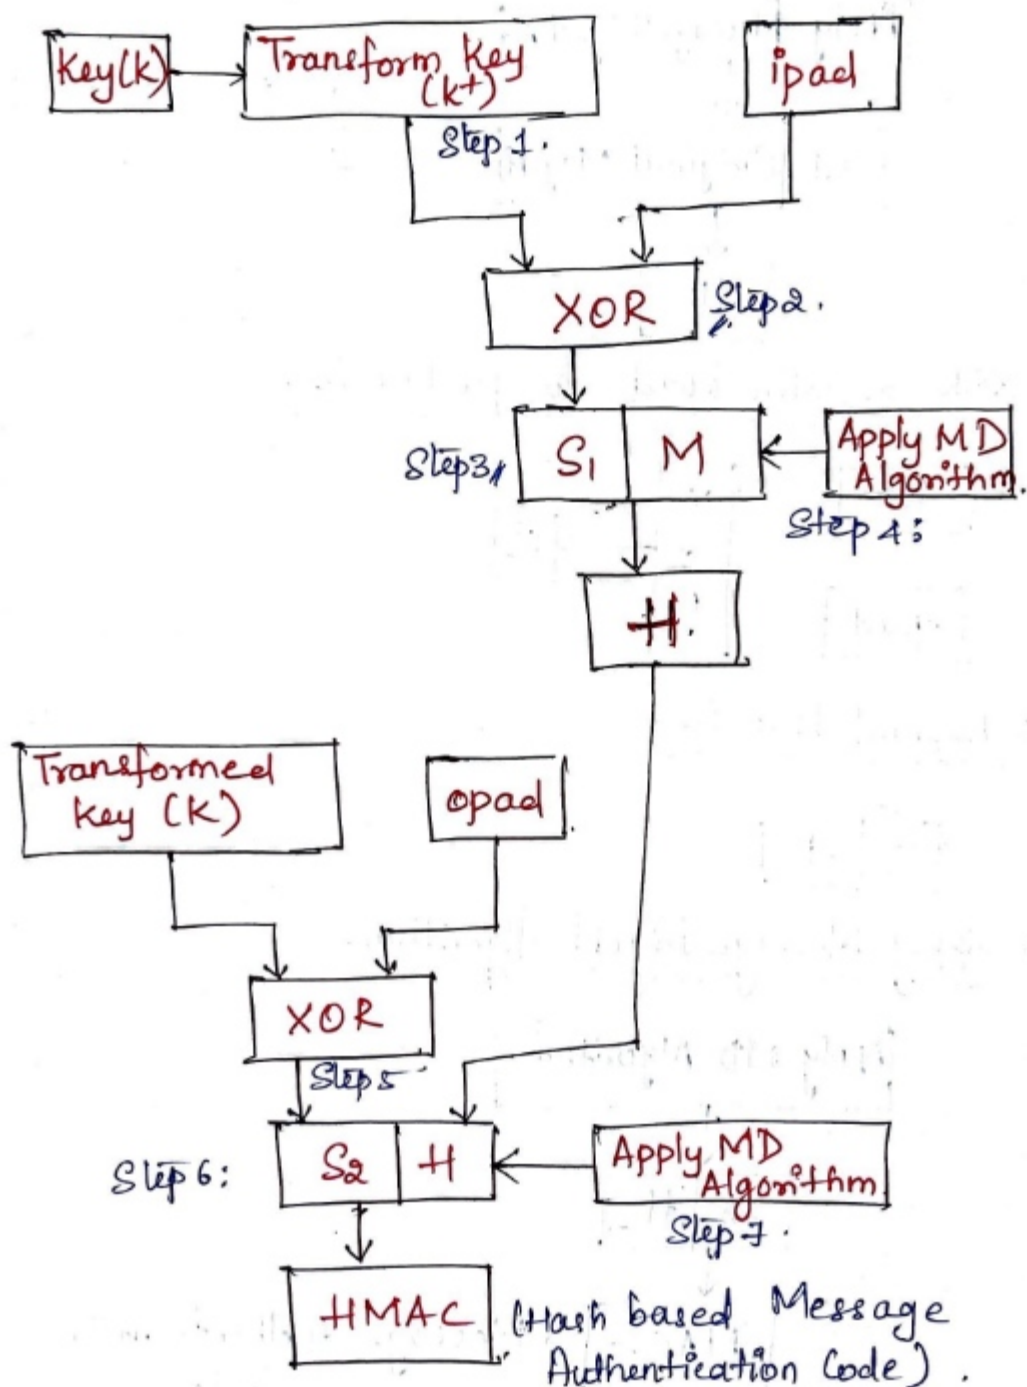 Key(K)
Transform Key
(K+)
ipad
Step 1.
XOR
Step 2.
Step 3
S1
M
Apply MD
Algorithm.
Step 4:
H
Transformed
Key (K)
opad
XOR
Step 5
Step 6:
S2
H
Apply MD
Algorithm
Step 7.
HMAC
(Hash based Message
Authentication Code).